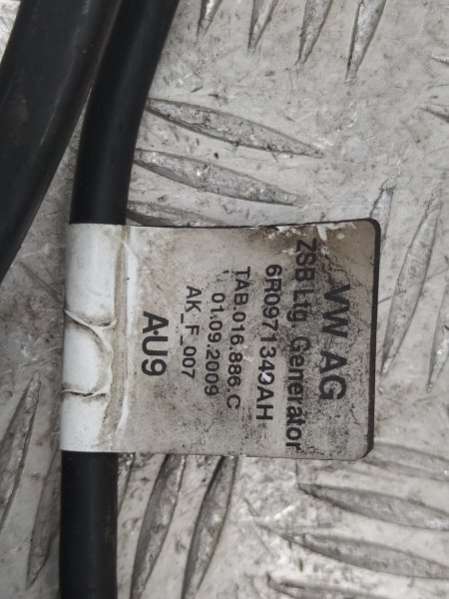 VW AG
ZSB Ltg. Generator
6R0971349AH
TAB.016.886.C
01.09.2009
AK_F_007
AU9